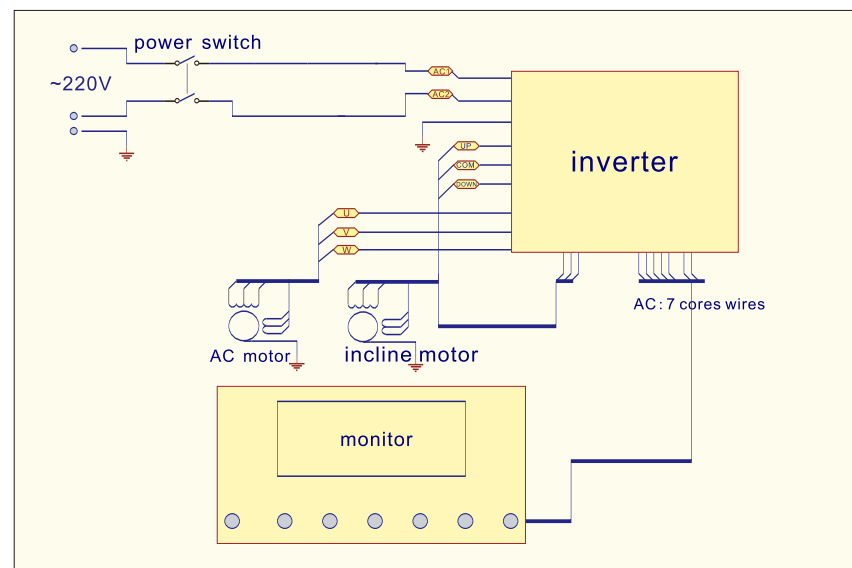 power switch
~220V
AC1
AC2
UP
COM
DOWN
inverter
U
V
W
AC: 7 cores wires
AC motor
incline motor
monitor